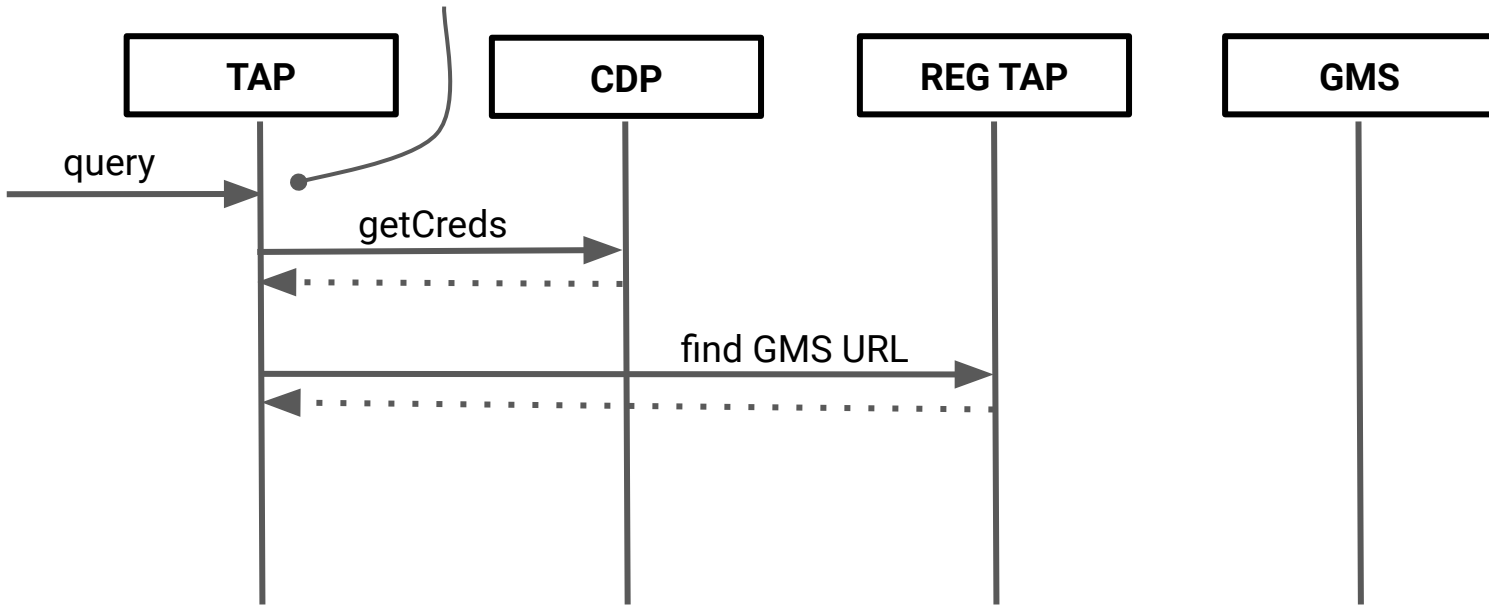 TAP
CDP
REG TAP
GMS
query
getCreds
find GMS URL